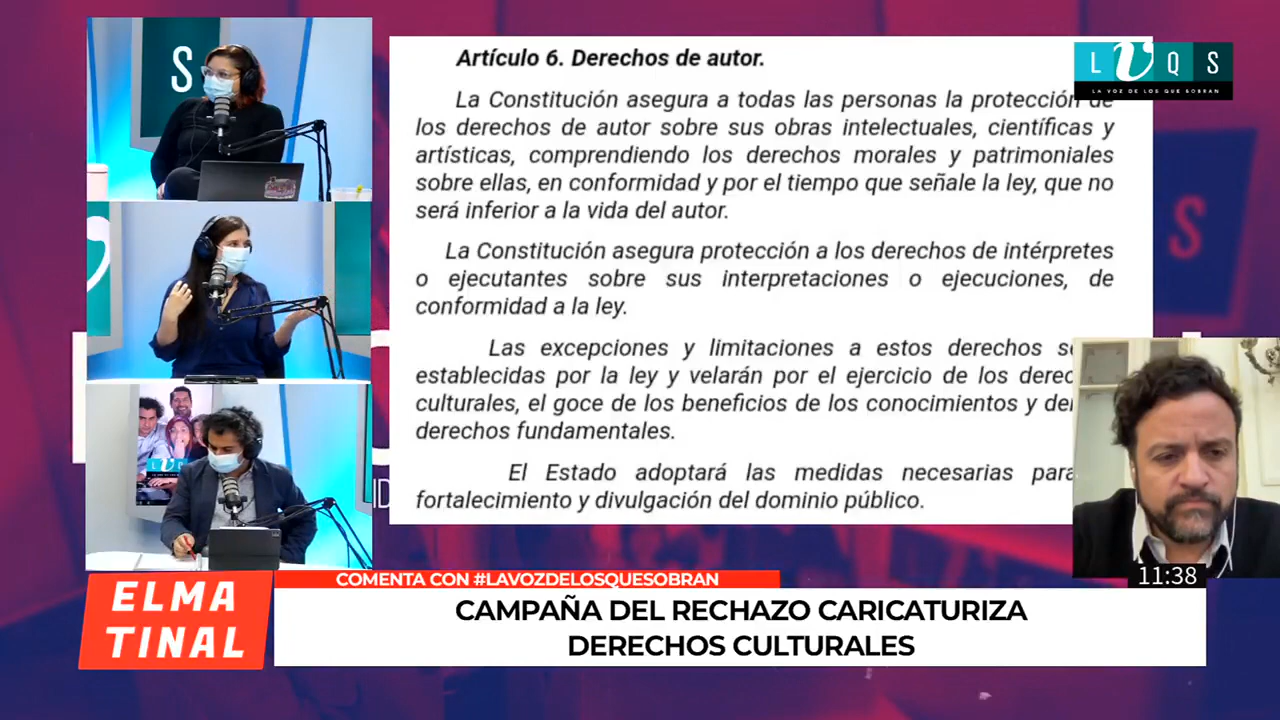 Artículo 6. Derechos de autor.
La Constitución asegura a todas las personas la protección de
los derechos de autor sobre sus obras intelectuales, científicas y
artísticas, comprendiendo los derechos morales y patrimoniales
sobre ellas, en conformidad y por el tiempo que señale la ley, que no
será inferior a la vida del autor.
La Constitución asegura protección a los derechos de intérpretes
o ejecutantes sobre sus interpretaciones o ejecuciones, de
conformidad a la ley.
Las excepciones y limitaciones a estos derechos
establecidas por la ley y velarán por el ejercicio de los
culturales, el goce de los beneficios de los conocimientos y
derechos fundamentales.
El Estado adoptará las medidas necesarias para
fortalecimiento y divulgación del dominio público.
L V Q S
LA VOZ DE LOS QUE SOBRAN
S
S
11:38
COMENTA CON #LAVOZDELOSQUESOBRAN
ELMA
TINAL
CAMPAÑA DEL RECHAZO CARICATURIZA
DERECHOS CULTURALES